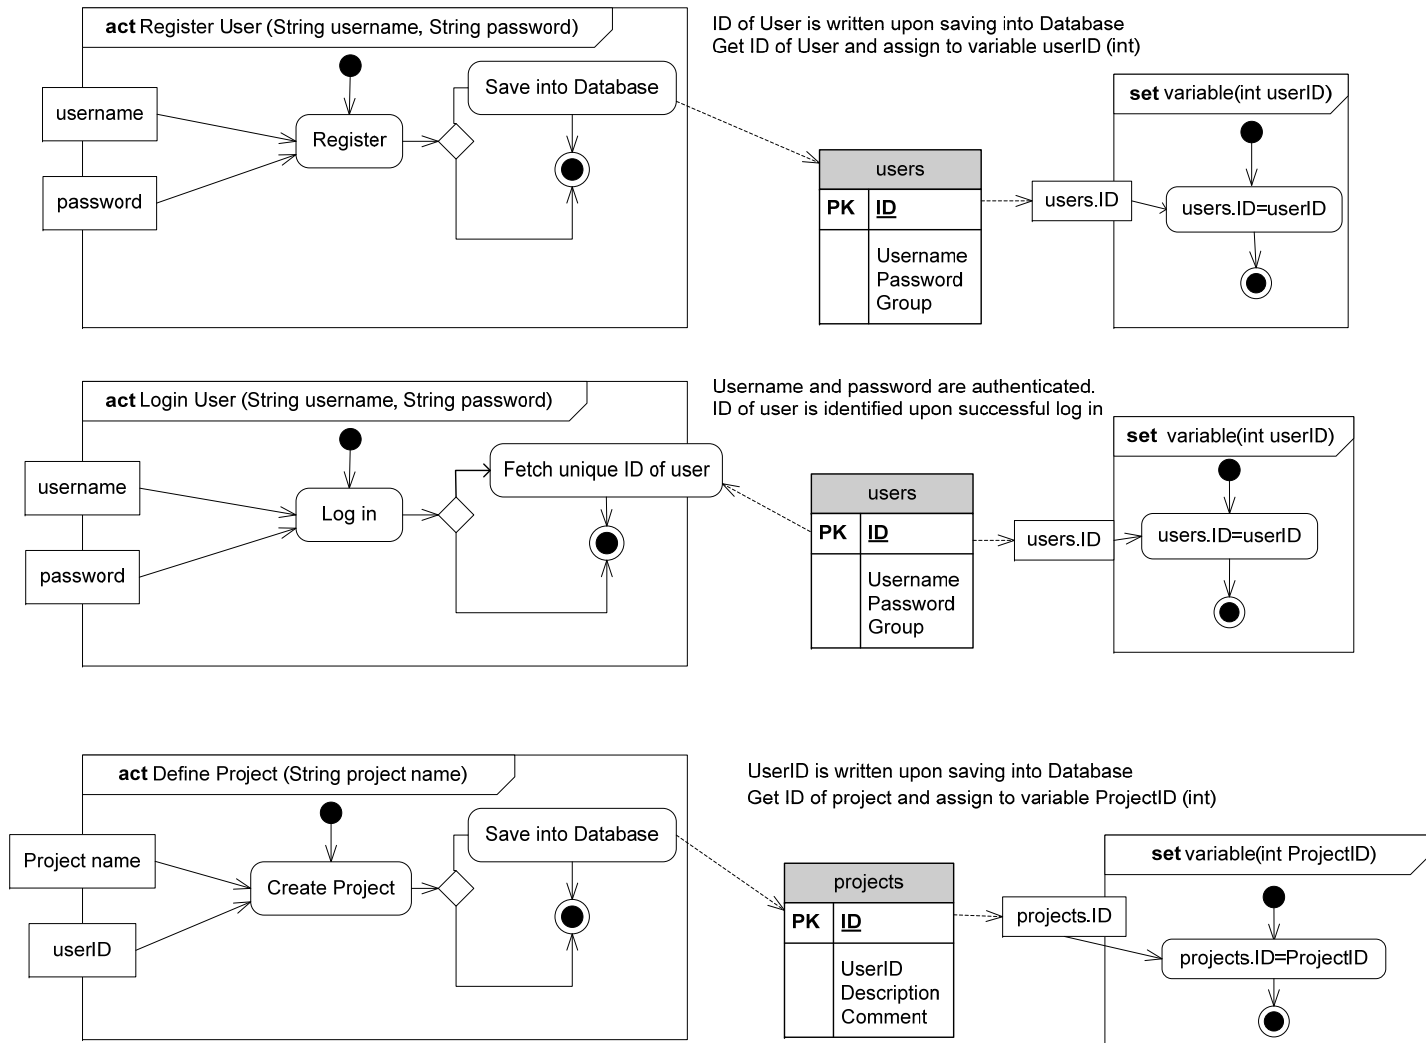 act Register User (String username, String password)
ID of User is written upon saving into Database
Get ID of User and assign to variable userID (int)
username
password
Register
Save into Database
users
PK ID
Username
Password
Group
users.ID
set variable(int userID)
users.ID=userID
act Login User (String username, String password)
Username and password are authenticated.
ID of user is identified upon successful log in
username
password
Log in
Fetch unique ID of user
users
PK ID
Username
Password
Group
users.ID
set variable(int userID)
users.ID=userID
act Define Project (String project name)
UserID is written upon saving into Database
Get ID of project and assign to variable ProjectID (int)
Project name
userID
Create Project
Save into Database
projects
PK ID
UserID
Description
Comment
projects.ID
set variable(int ProjectID)
projects.ID=ProjectID